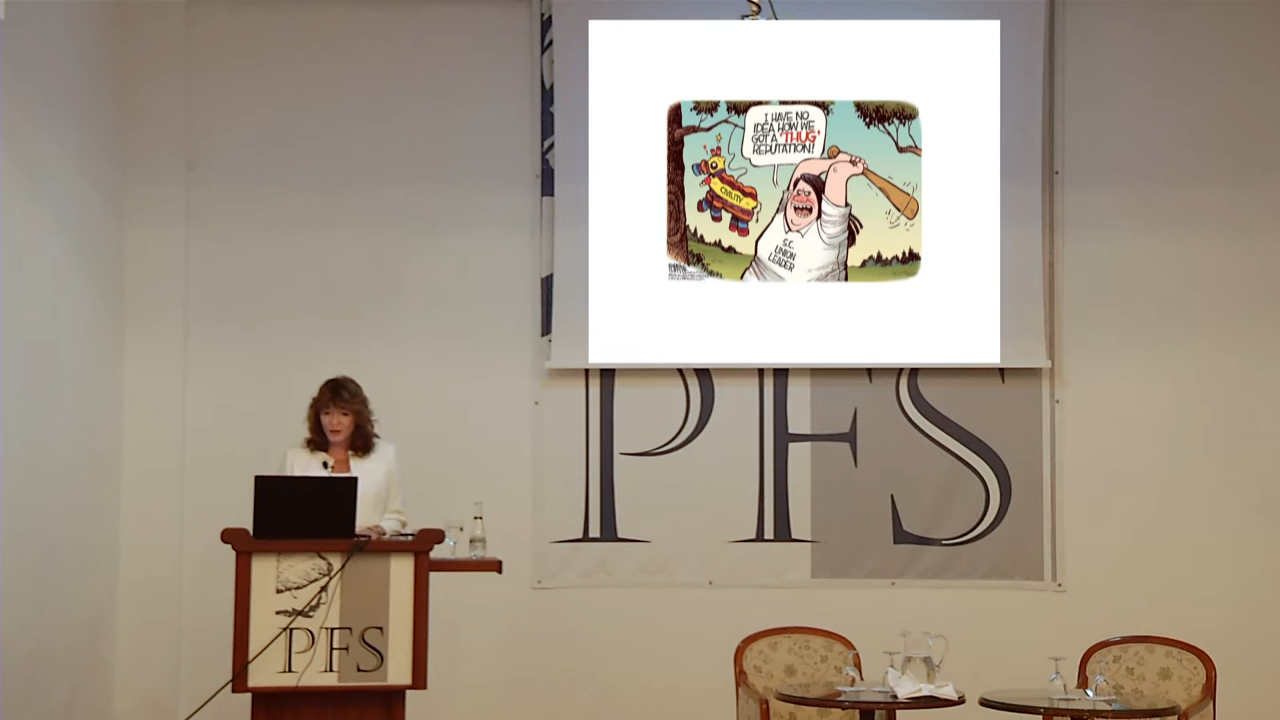 I HAVE NO
IDEA HOW WE
GOT A 'THUG'
REPUTATION!
CIVILITY
S.C.
UNION
LEADER
PFS
PFS